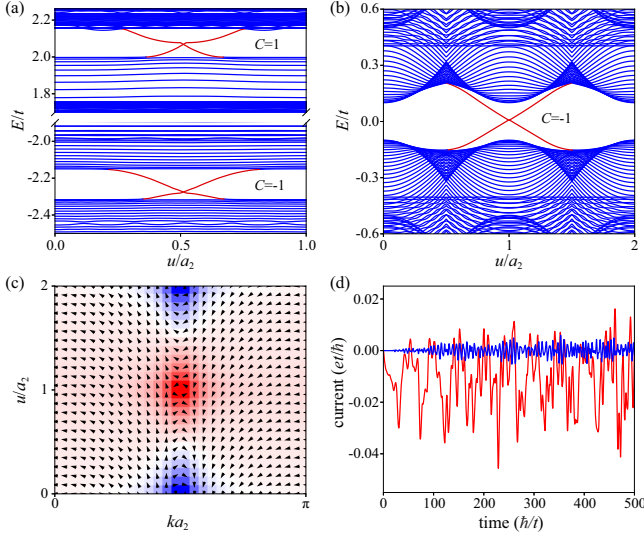 (a)
2.2
2.0
1.8
-2.0
-2.2
-2.4
E/t
C=1
C=-1
0.0
0.5
1.0
u/a₂
(b)
0.6
0.3
0.0
-0.3
-0.6
E/t
C=-1
0
1
2
u/a₂
(c)
2
1
0
u/a₂
0
π
ka₂
(d)
0.02
0.00
-0.02
-0.04
current (et/ℏ)
0
100
200
300
400
500
time (ℏ/t)